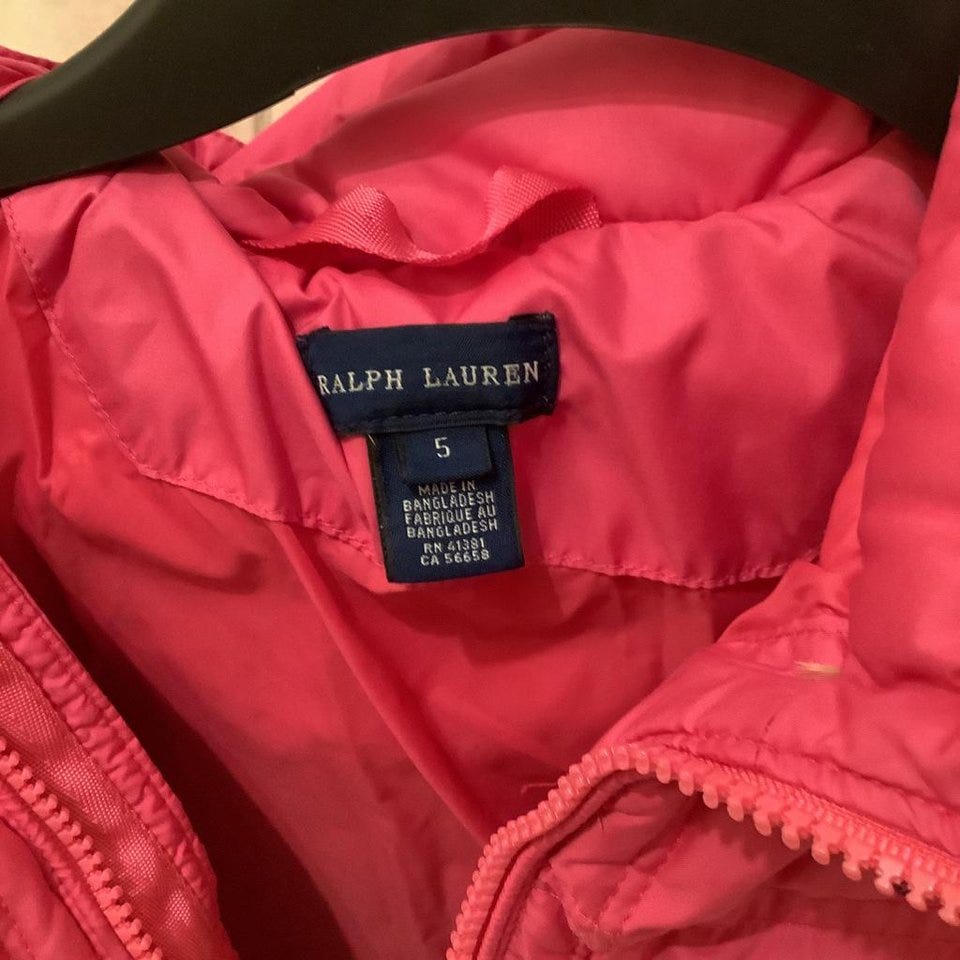 RALPH LAUREN
5
MADE IN
BANGLADESH
FABRIQUE AU
BANGLADESH
RN 41381
CA 56658